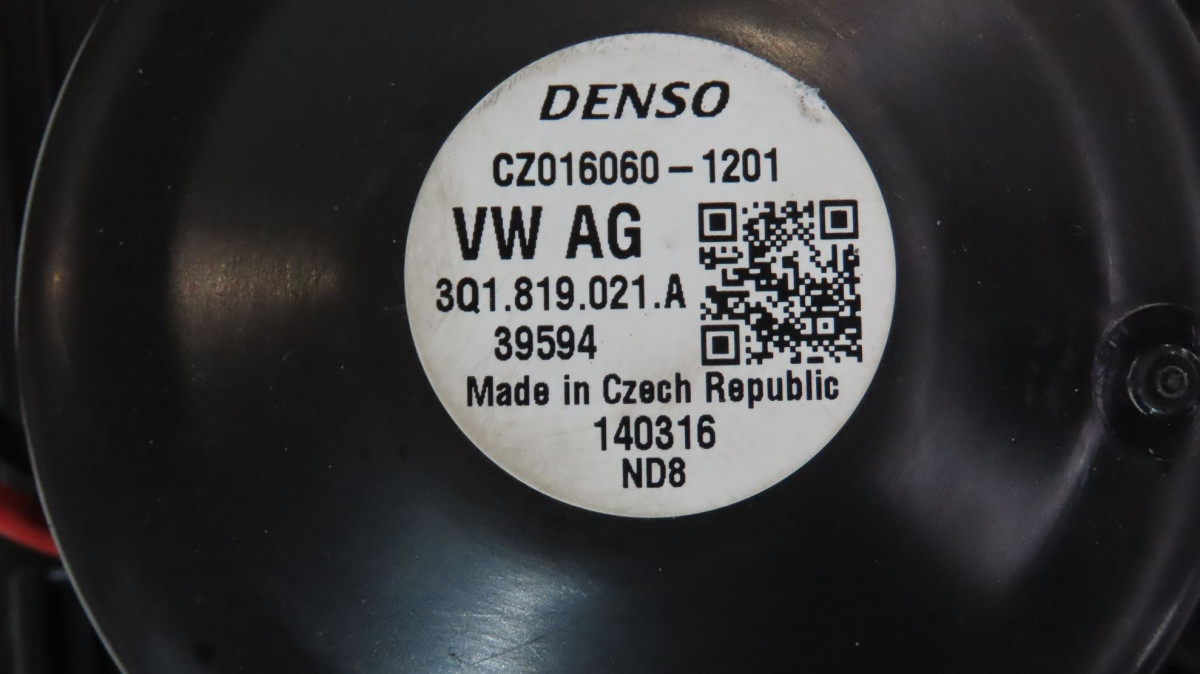 DENSO
CZ016060-1201
VW AG
3Q1.819.021.A
39594
Made in Czech Republic
140316
ND8